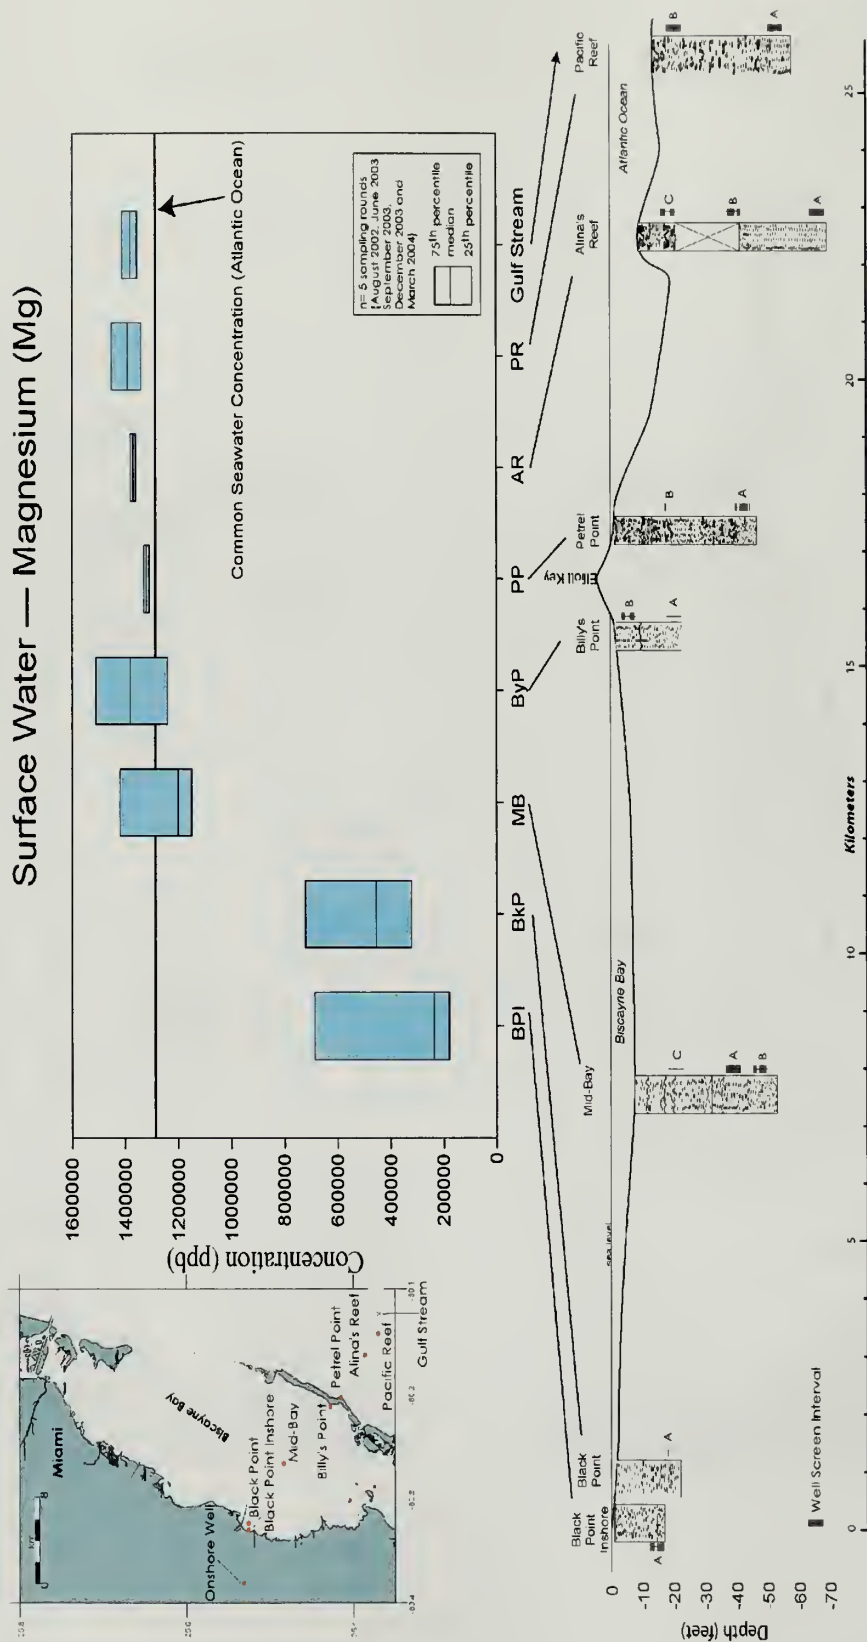 Surface Water — Magnesium (Mg)
Miami
Biscayne Bay
Onshore Well
Black Point
Black Point Inshore
Mid-Bay
Billy's Point
Petrel Point
Alina's Reef
Pacific Reef
Gulf Stream
0
8
Concentration (ppb)
1600000
1400000
1200000
1000000
800000
600000
400000
200000
0
Common Seawater Concentration (Atlantic Ocean)
n= 5 sampling rounds
(August 2002, June 2003
September 2003,
December 2003 and
March 2004)
75th percentile
median
25th percentile
BPI
BkP
MB
ByP
PP
AR
PR
Gulf Stream
Black
Point
Inshore
Black
Point
Mid-Bay
Billy's
Point
Elliott Key
Petrel
Point
Alina's
Reef
Pacific
Reef
sea level
Biscayne Bay
Atlantic Ocean
A
A
C
A
B
B
A
B
A
C
B
A
B
A
Depth (feet)
0
-10
-20
-30
-40
-50
-60
-70
Well Screen Interval
0
5
10
15
20
25
Kilometers